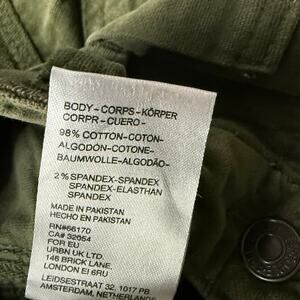 BODY-CORPS-KÖRPER
CORPR-CUERO-
98% COTTON-COTON-
ALGODÓN-COTONE-
BAUMWOLLE-ALGODÃO-
2% SPANDEX-SPANDEX
SPANDEX-ELASTHAN
SPANDEX
MADE IN PAKISTAN
HECHO EN PAKISTAN
RN#66170
CA# 32054
FOR EU
URBN UK LTD
146 BRICK LANE
LONDON E1 6RU
LEIDSESTRAAT 32, 1017 PB
AMSTERDAM, NETHERLANDS